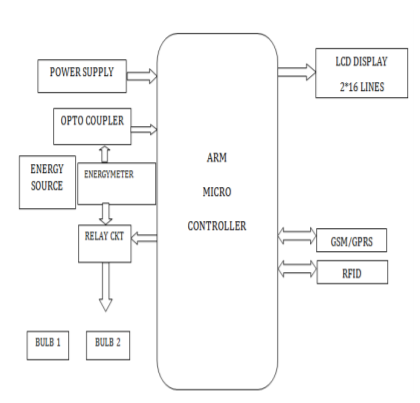 POWER SUPPLY
OPTO COUPLER
ENERGY
SOURCE
ENERGYMETER
RELAY CKT
BULB 1
BULB 2
ARM
MICRO
CONTROLLER
LCD DISPLAY
2*16 LINES
GSM/GPRS
RFID